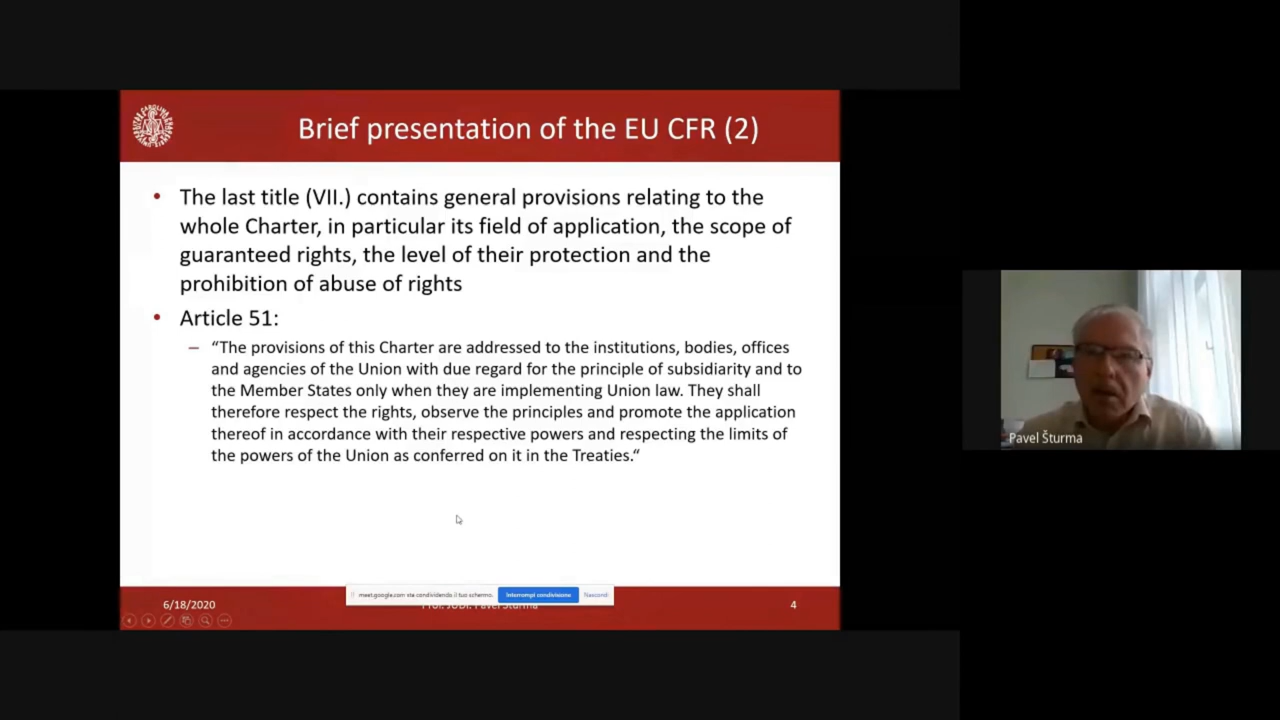 Brief presentation of the EU CFR (2)
• The last title (VII.) contains general provisions relating to the
whole Charter, in particular its field of application, the scope of
guaranteed rights, the level of their protection and the
prohibition of abuse of rights
• Article 51:
– “The provisions of this Charter are addressed to the institutions, bodies, offices
and agencies of the Union with due regard for the principle of subsidiarity and to
the Member States only when they are implementing Union law. They shall
therefore respect the rights, observe the principles and promote the application
thereof in accordance with their respective powers and respecting the limits of
the powers of the Union as conferred on it in the Treaties.“
meet.google.com sta condividendo il tuo schermo.
Interrompi condivisione
Nascondi
6/18/2020
Pavel Šturma
4
Pavel Šturma